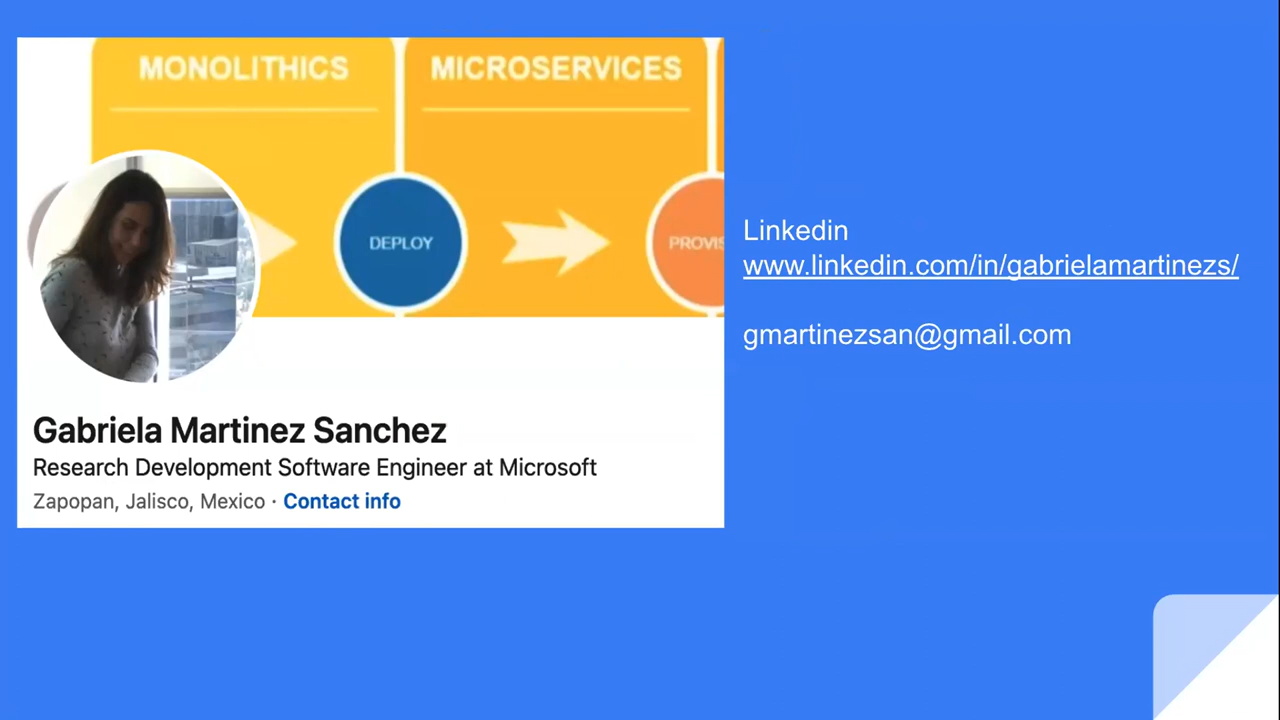 MONOLITHICS
MICROSERVICES
DEPLOY
PROVIS
Linkedin
www.linkedin.com/in/gabrielamartinezs/
gmartinezsan@gmail.com
Gabriela Martinez Sanchez
Research Development Software Engineer at Microsoft
Zapopan, Jalisco, Mexico · Contact info